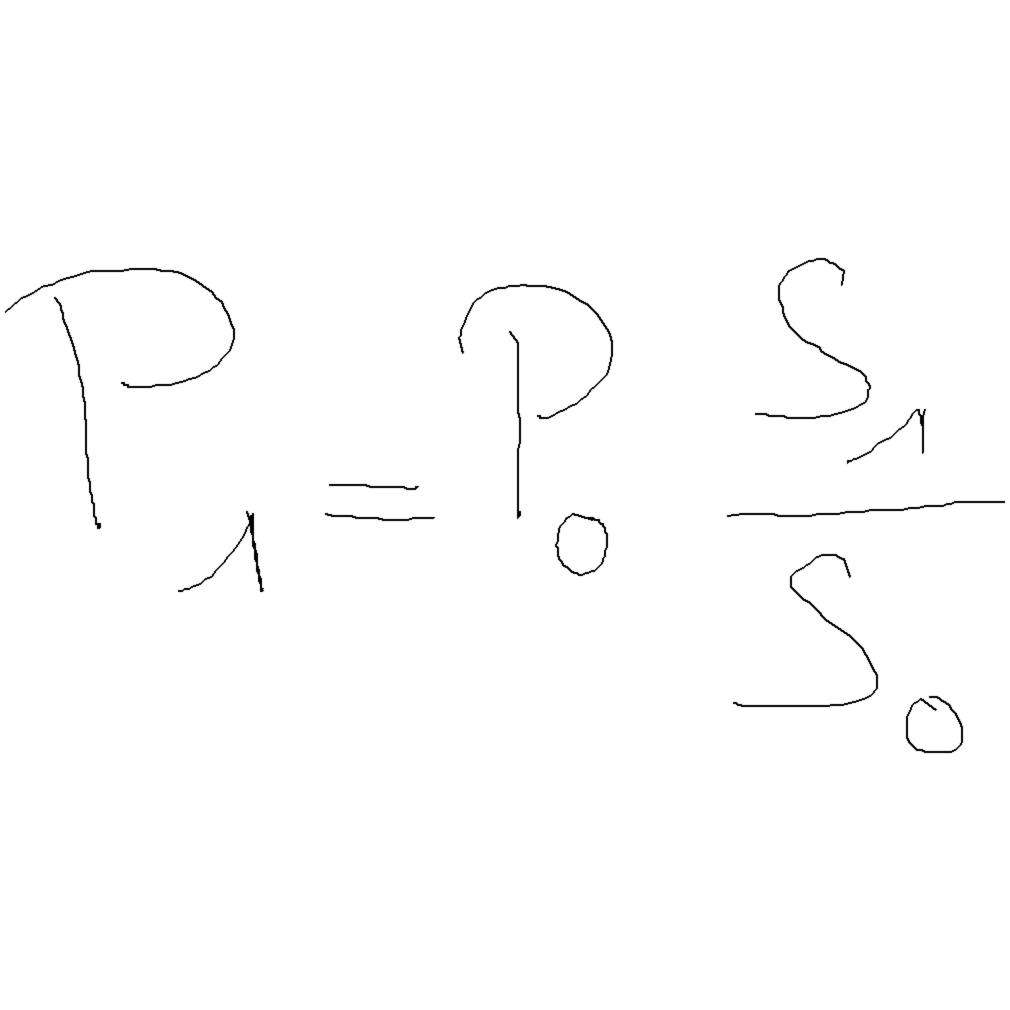 P₁ = P₀ S₁/S₀